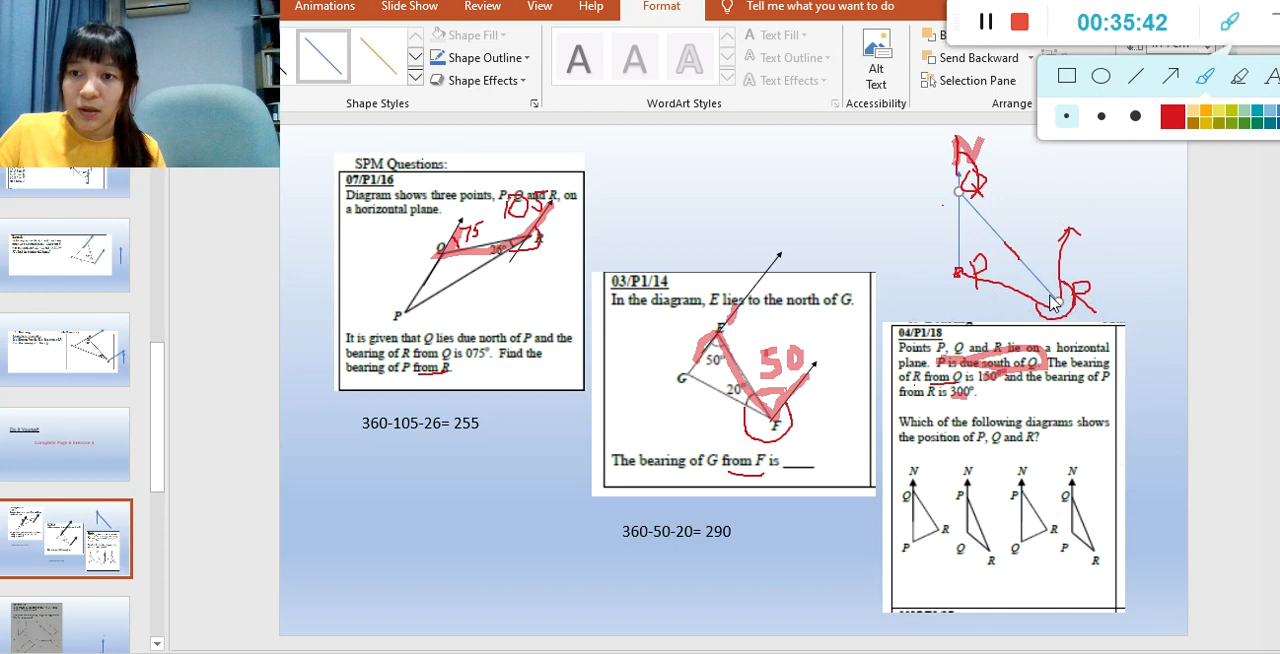 Animations Slide Show Review View Help Format Tell me what you want to do
00:35:42
Shape Fill
Shape Outline
Shape Effects
Shape Styles
A A A
A Text Fill
A Text Outline
A Text Effects
WordArt Styles
Alt
Text
Accessibility
Send Backward
Selection Pane
Arrange
SPM Questions:
07/P1/16
Diagram shows three points, P, Q and R, on
a horizontal plane.
105
75
Q
R
26°
P
It is given that Q lies due north of P and the
bearing of R from Q is 075°. Find the
bearing of P from R.
360-105-26= 255
03/P1/14
In the diagram, E lies to the north of G.
E
50°
50
G
20°
F
The bearing of G from F is ____
360-50-20= 290
N
Q
P
R
04/P1/18
Points P, Q and R lie on a horizontal
plane. P is due south of Q. The bearing
of R from Q is 150° and the bearing of P
from R is 300°.
Which of the following diagrams shows
the position of P, Q and R?
N N N N
Q P P Q
R R
P Q Q P
R R